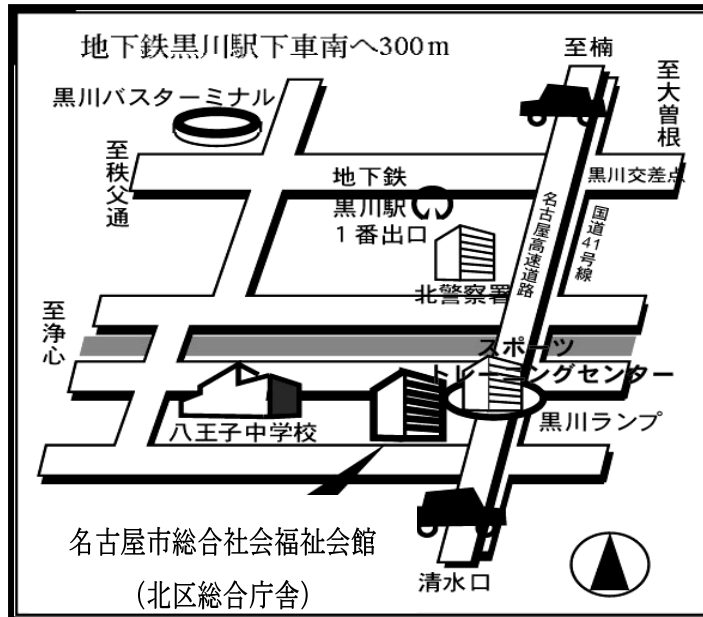 地下鉄黒川駅下車南へ300m
至楠
至大曽根
黒川バスターミナル
至秩父通
地下鉄
黒川駅
1番出口
黒川交差点
名古屋高速道路
国道41号線
北警察署
至浄心
スポーツ
トレーニングセンター
八王子中学校
黒川ランプ
名古屋市総合社会福祉会館
(北区総合庁舎)
清水口